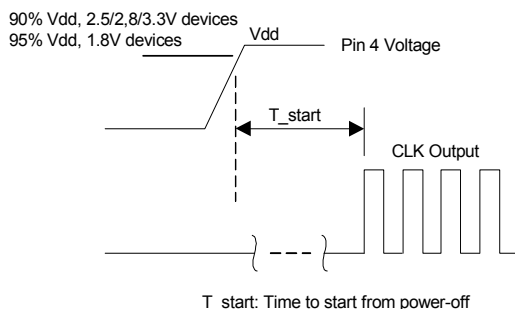 90% Vdd, 2.5/2,8/3.3V devices
95% Vdd, 1.8V devices
Vdd
Pin 4 Voltage
T_start
CLK Output
T_start: Time to start from power-off